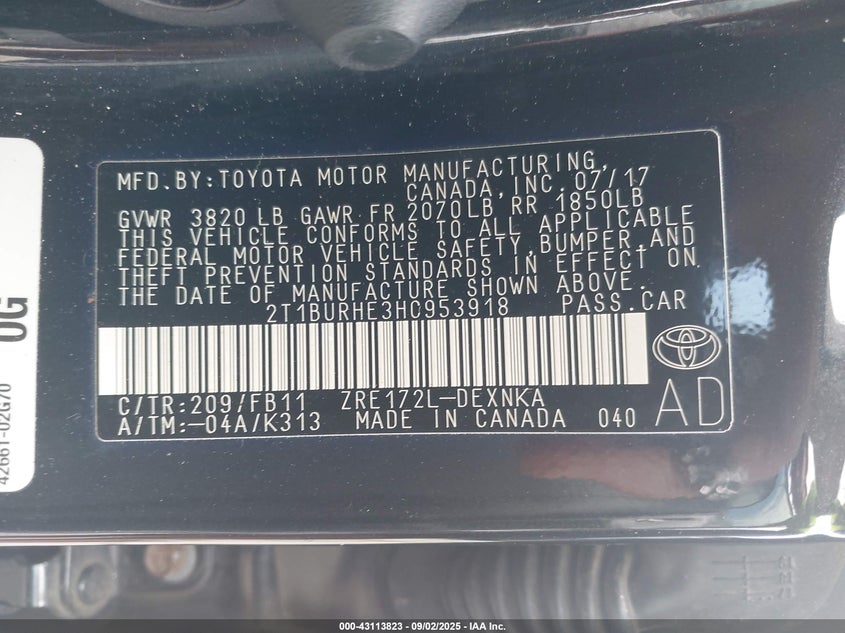 MFD.BY:TOYOTA MOTOR MANUFACTURING,
CANADA,INC. 07/17
GVWR 3820 LB GAWR FR 2070LB RR 1850LB
THIS VEHICLE CONFORMS TO ALL APPLICABLE
FEDERAL MOTOR VEHICLE SAFETY,BUMPER,AND
THEFT PREVENTION STANDARDS IN EFFECT ON
THE DATE OF MANUFACTURE SHOWN ABOVE.
2T1BURHE3HC953918 PASS.CAR
C/TR:209/FB11 ZRE172L-DEXNKA
A/TM:-04A/K313 MADE IN CANADA 040
AD
0G
42661-02G70
000-43113823 - 09/02/2025 - IAA Inc.